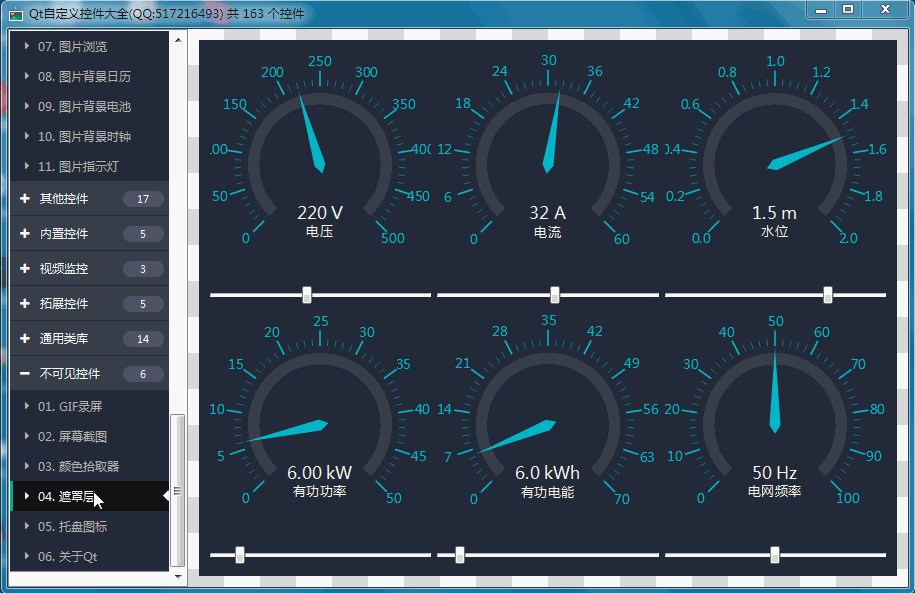 Qt自定义控件大全(QQ:517216493) 共 163 个控件
07. 图片浏览
08. 图片背景日历
09. 图片背景电池
10. 图片背景时钟
11. 图片指示灯
其他控件 17
内置控件 5
视频监控 3
拓展控件 5
通用类库 14
不可见控件 6
01. GIF录屏
02. 屏幕截图
03. 颜色拾取器
04. 遮罩层
05. 托盘图标
06. 关于Qt
0 50 .00 150 200 250 300 350 400 450 500
220 V
电压
0 6 12 18 24 30 36 42 48 54 60
32 A
电流
0.0 0.2 0.4 0.6 0.8 1.0 1.2 1.4 1.6 1.8 2.0
1.5 m
水位
0 5 10 15 20 25 30 35 40 45 50
6.00 kW
有功功率
0 7 14 21 28 35 42 49 56 63 70
6.0 kWh
有功电能
0 10 20 30 40 50 60 70 80 90 100
50 Hz
电网频率